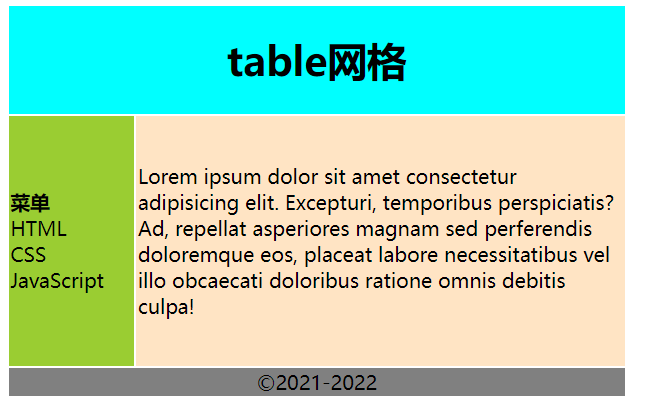 table网格
菜单
HTML
CSS
JavaScript
Lorem ipsum dolor sit amet consectetur
adipisicing elit. Excepturi, temporibus perspiciatis?
Ad, repellat asperiores magnam sed perferendis
doloremque eos, placeat labore necessitatibus vel
illo obcaecati doloribus ratione omnis debitis
culpa!
©2021-2022